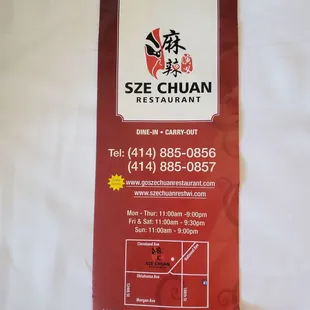 麻
辣
SZE CHUAN
RESTAURANT
DINE-IN • CARRY-OUT
Tel: (414) 885-0856
(414) 885-0857
www.goszechuanrestaurant.com
www.szechuanrestwi.com
Mon - Thur: 11:00am -9:00pm
Fri & Sat: 11:00am - 9:30pm
Sun: 11:00am - 9:00pm
Cleveland Ave
SZE CHUAN
Oklahoma Ave
Morgan Ave